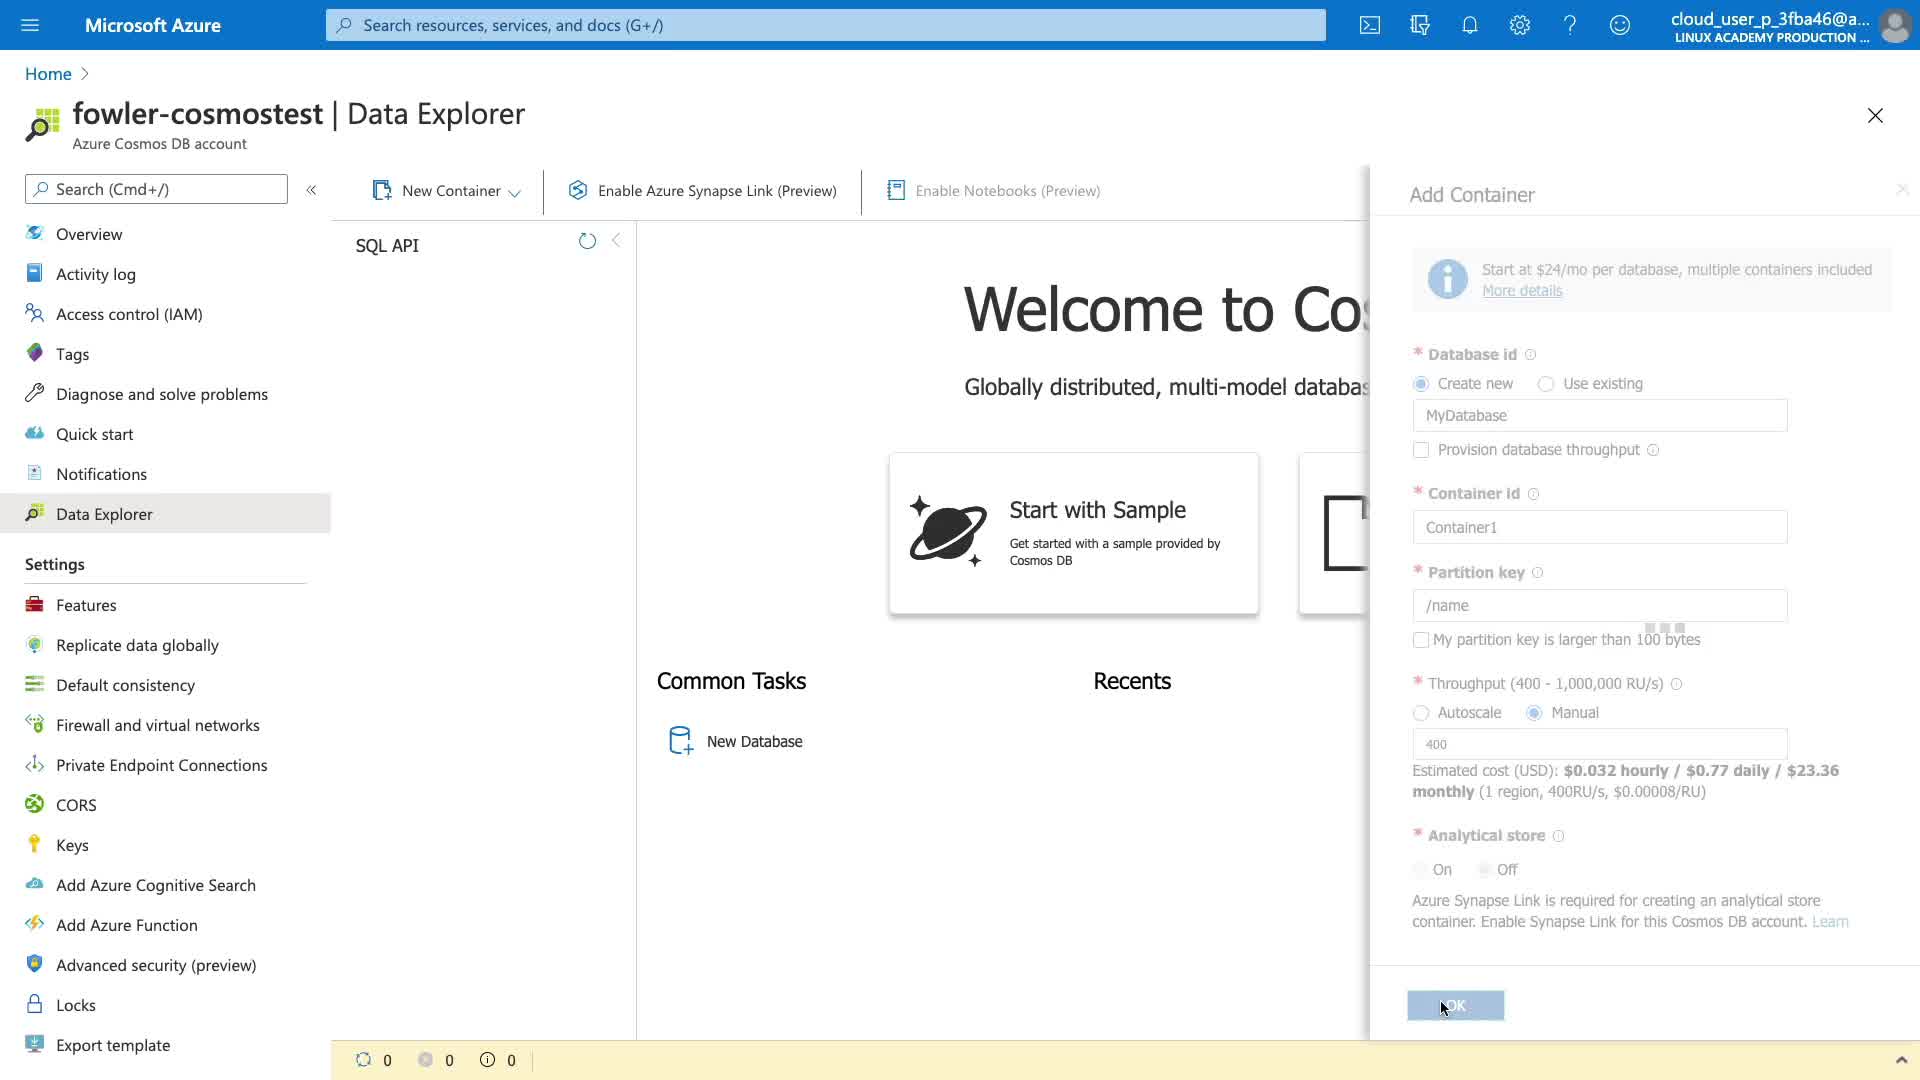 Microsoft Azure
Search resources, services, and docs (G+/)
cloud_user_p_3fba46@a...
LINUX ACADEMY PRODUCTION ...
Home
fowler-cosmostest | Data Explorer
Azure Cosmos DB account
Search (Cmd+/)
Overview
Activity log
Access control (IAM)
Tags
Diagnose and solve problems
Quick start
Notifications
Data Explorer
Settings
Features
Replicate data globally
Default consistency
Firewall and virtual networks
Private Endpoint Connections
CORS
Keys
Add Azure Cognitive Search
Add Azure Function
Advanced security (preview)
Locks
Export template
New Container
Enable Azure Synapse Link (Preview)
Enable Notebooks (Preview)
SQL API
Welcome to Cos
Globally distributed, multi-model databas
Start with Sample
Get started with a sample provided by
Cosmos DB
Common Tasks
Recents
New Database
Add Container
Start at $24/mo per database, multiple containers included
More details
* Database id
Create new
Use existing
MyDatabase
Provision database throughput
* Container id
Container1
* Partition key
/name
My partition key is larger than 100 bytes
* Throughput (400 - 1,000,000 RU/s)
Autoscale
Manual
400
Estimated cost (USD): $0.032 hourly / $0.77 daily / $23.36
monthly (1 region, 400RU/s, $0.00008/RU)
* Analytical store
On
Off
Azure Synapse Link is required for creating an analytical store
container. Enable Synapse Link for this Cosmos DB account. Learn
OK
0
0
0